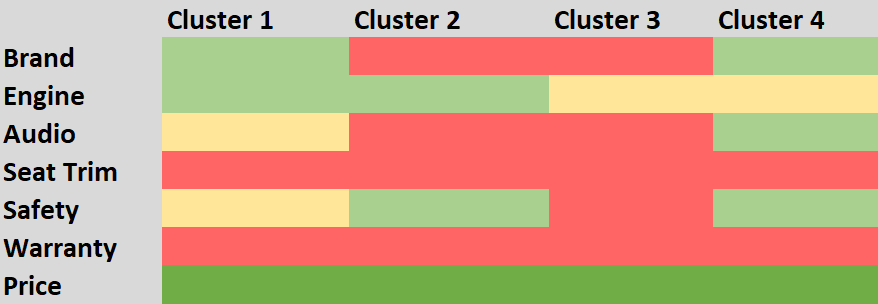 Cluster 1 Cluster 2 Cluster 3 Cluster 4
Brand
Engine
Audio
Seat Trim
Safety
Warranty
Price